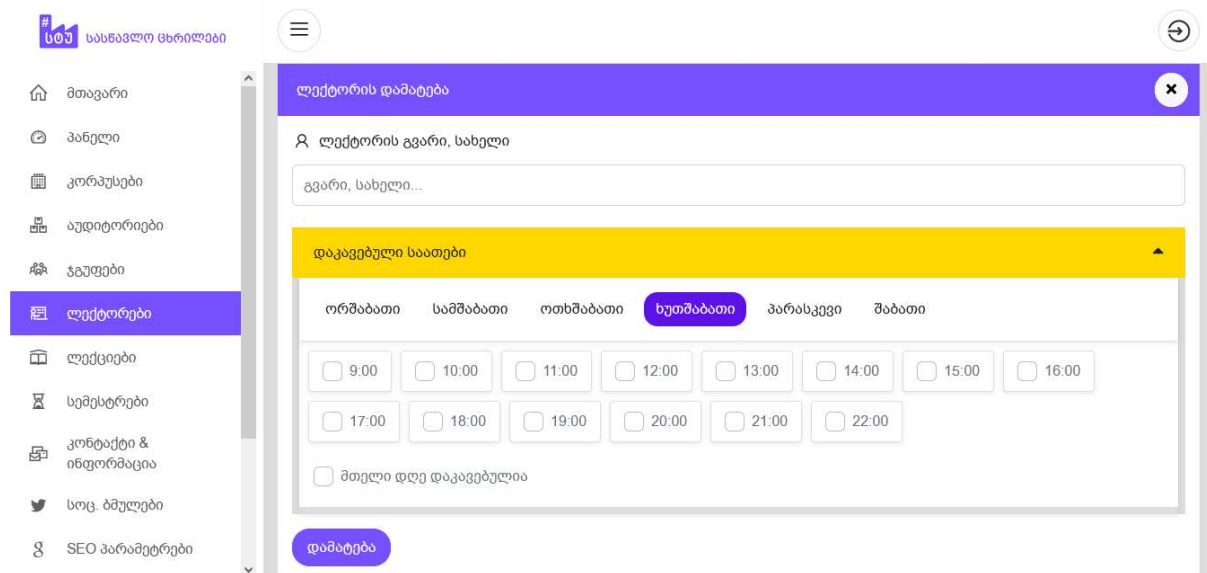 # სტუ სასწავლო ცხრილები
მთავარი
პანელი
კორპუსები
აუდიტორიები
ჯგუფები
ლექტორები
ლექციები
სემესტრები
კონტაქტი &
ინფორმაცია
სოც. ბმულები
SEO პარამეტრები
ლექტორის დამატება
ლექტორის გვარი, სახელი
გვარი, სახელი...
დაკავებული საათები
ორშაბათი სამშაბათი ოთხშაბათი ხუთშაბათი პარასკევი შაბათი
9:00 10:00 11:00 12:00 13:00 14:00 15:00 16:00
17:00 18:00 19:00 20:00 21:00 22:00
მთელი დღე დაკავებულია
დამატება